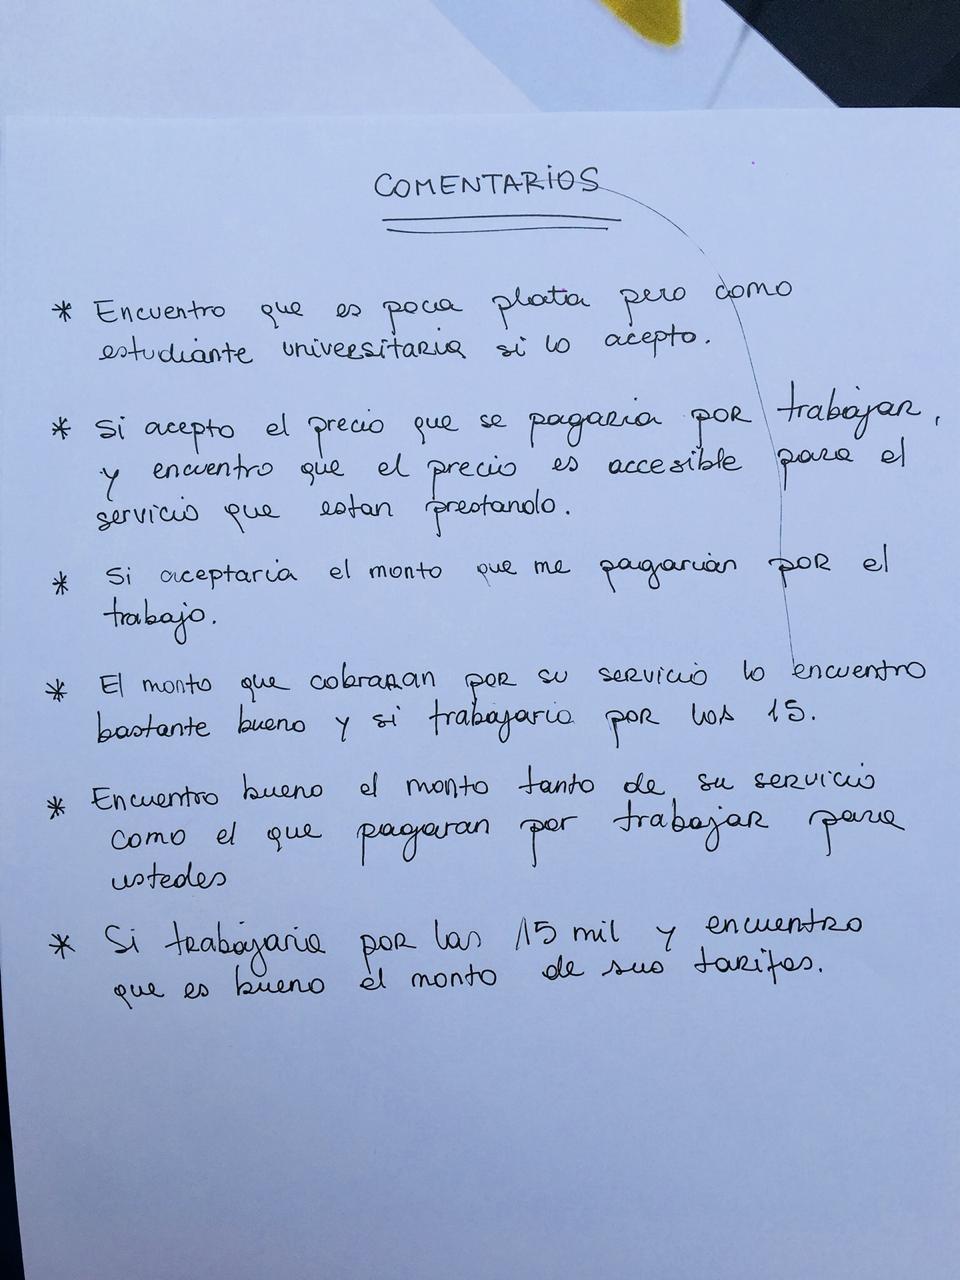 COMENTARIOS
* Encuentro que es poca plata pero como
estudiante universitaria si lo acepto.
* Si acepto el precio que se pagaria por trabajar,
y encuentro que el precio es accesible para el
servicio que estan prestando.
* Si aceptaria el monto que me pagarian por el
trabajo.
* El monto que cobraran por su servicio lo encuentro
bastante bueno y si trabajaria por los 15.
* Encuentro bueno el monto tanto de su servicio
como el que pagaran por trabajar para
ustedes
* Si trabajaria por las 15 mil y encuentro
que es bueno el monto de sus tarifas.